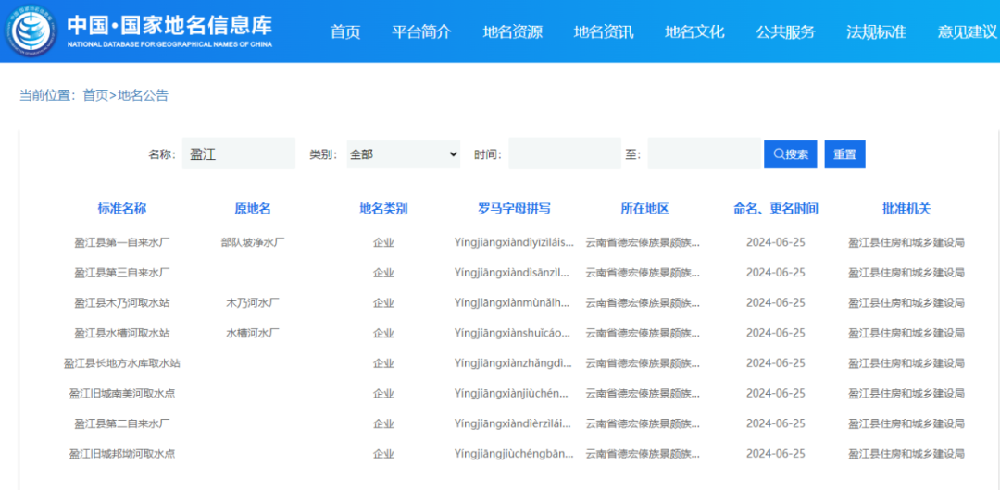 中国·国家地名信息库
NATIONAL DATABASE FOR GEOGRAPHICAL NAMES OF CHINA
首页 平台简介 地名资源 地名资讯 地名文化 公共服务 法规标准 意见建议
当前位置：首页>地名公告
名称： 盈江 类别： 全部 时间： 至： 搜索 重置
标准名称 原地名 地名类别 罗马字母拼写 所在地区 命名、更名时间 批准机关
盈江县第一自来水厂 部队坡净水厂 企业 Yíngjiāngxiàndìyīzìláis... 云南省德宏傣族景颇族... 2024-06-25 盈江县住房和城乡建设局
盈江县第三自来水厂 企业 Yíngjiāngxiàndìsānzìl... 云南省德宏傣族景颇族... 2024-06-25 盈江县住房和城乡建设局
盈江县木乃河取水站 木乃河水厂 企业 Yíngjiāngxiànmùnǎih... 云南省德宏傣族景颇族... 2024-06-25 盈江县住房和城乡建设局
盈江县水槽河取水站 水槽河水厂 企业 Yíngjiāngxiànshuǐcáo... 云南省德宏傣族景颇族... 2024-06-25 盈江县住房和城乡建设局
盈江县长地方水库取水站 企业 Yíngjiāngxiànzhǎngdì... 云南省德宏傣族景颇族... 2024-06-25 盈江县住房和城乡建设局
盈江旧城南美河取水点 企业 Yíngjiāngxiànjiùchén... 云南省德宏傣族景颇族... 2024-06-25 盈江县住房和城乡建设局
盈江县第二自来水厂 企业 Yíngjiāngxiàndìèrzìlái... 云南省德宏傣族景颇族... 2024-06-25 盈江县住房和城乡建设局
盈江旧城邦坳河取水点 企业 Yíngjiāngjiùchéngbān... 云南省德宏傣族景颇族... 2024-06-25 盈江县住房和城乡建设局